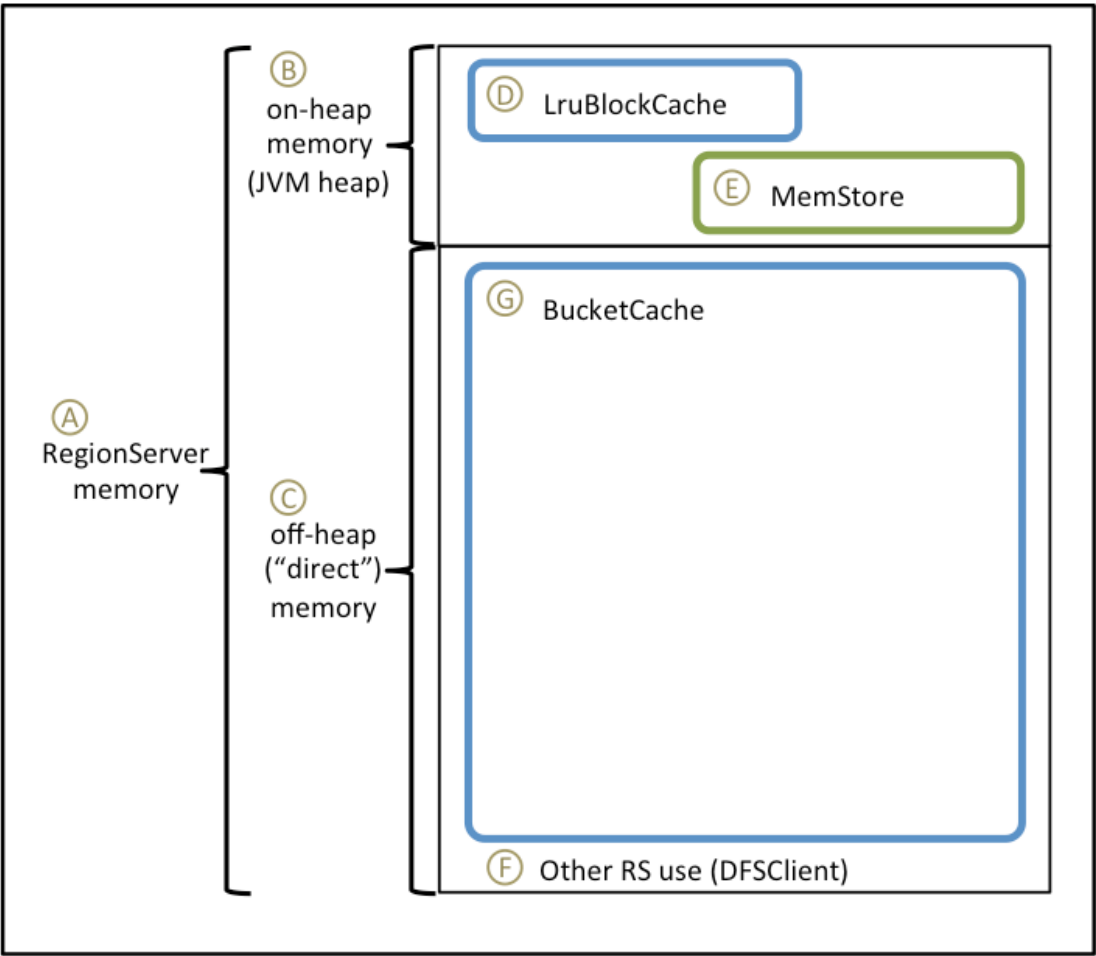 Ⓑ
on-heap
memory
(JVM heap)
Ⓓ LruBlockCache
Ⓔ MemStore
Ⓐ
RegionServer
memory
Ⓒ
off-heap
(“direct”)
memory
Ⓖ BucketCache
Ⓕ Other RS use (DFSClient)